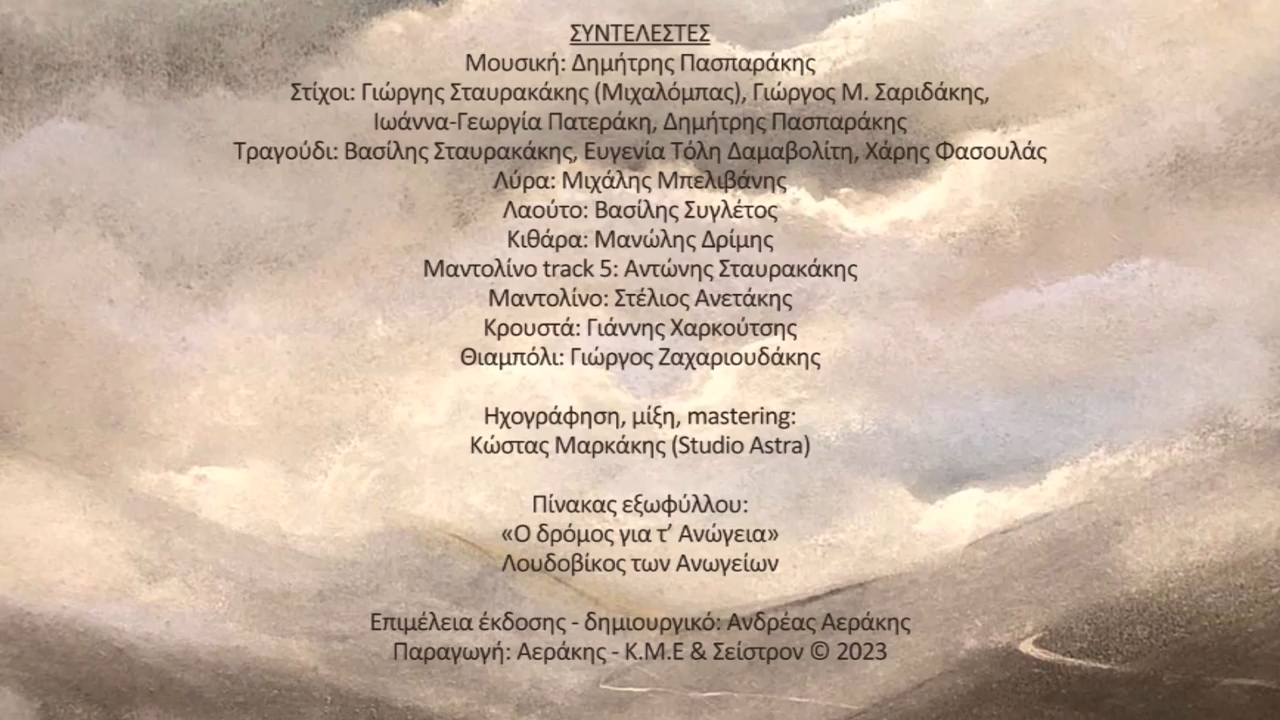 ΣΥΝΤΕΛΕΣΤΕΣ
Μουσική: Δημήτρης Πασπαράκης
Στίχοι: Γιώργης Σταυρακάκης (Μιχαλόμπας), Γιώργος Μ. Σαριδάκης,
Ιωάννα-Γεωργία Πατεράκη, Δημήτρης Πασπαράκης
Τραγούδι: Βασίλης Σταυρακάκης, Ευγενία Τόλη Δαμαβολίτη, Χάρης Φασουλάς
Λύρα: Μιχάλης Μπελιβάνης
Λαούτο: Βασίλης Συγλέτος
Κιθάρα: Μανώλης Δρίμης
Μαντολίνο track 5: Αντώνης Σταυρακάκης
Μαντολίνο: Στέλιος Ανετάκης
Κρουστά: Γιάννης Χαρκούτσης
Θιαμπόλι: Γιώργος Ζαχαριουδάκης
Ηχογράφηση, μίξη, mastering:
Κώστας Μαρκάκης (Studio Astra)
Πίνακας εξωφύλλου:
«Ο δρόμος για τ’ Ανώγεια»
Λουδοβίκος των Ανωγείων
Επιμέλεια έκδοσης - δημιουργικό: Ανδρέας Αεράκης
Παραγωγή: Αεράκης - Κ.Μ.Ε & Σείστρον © 2023